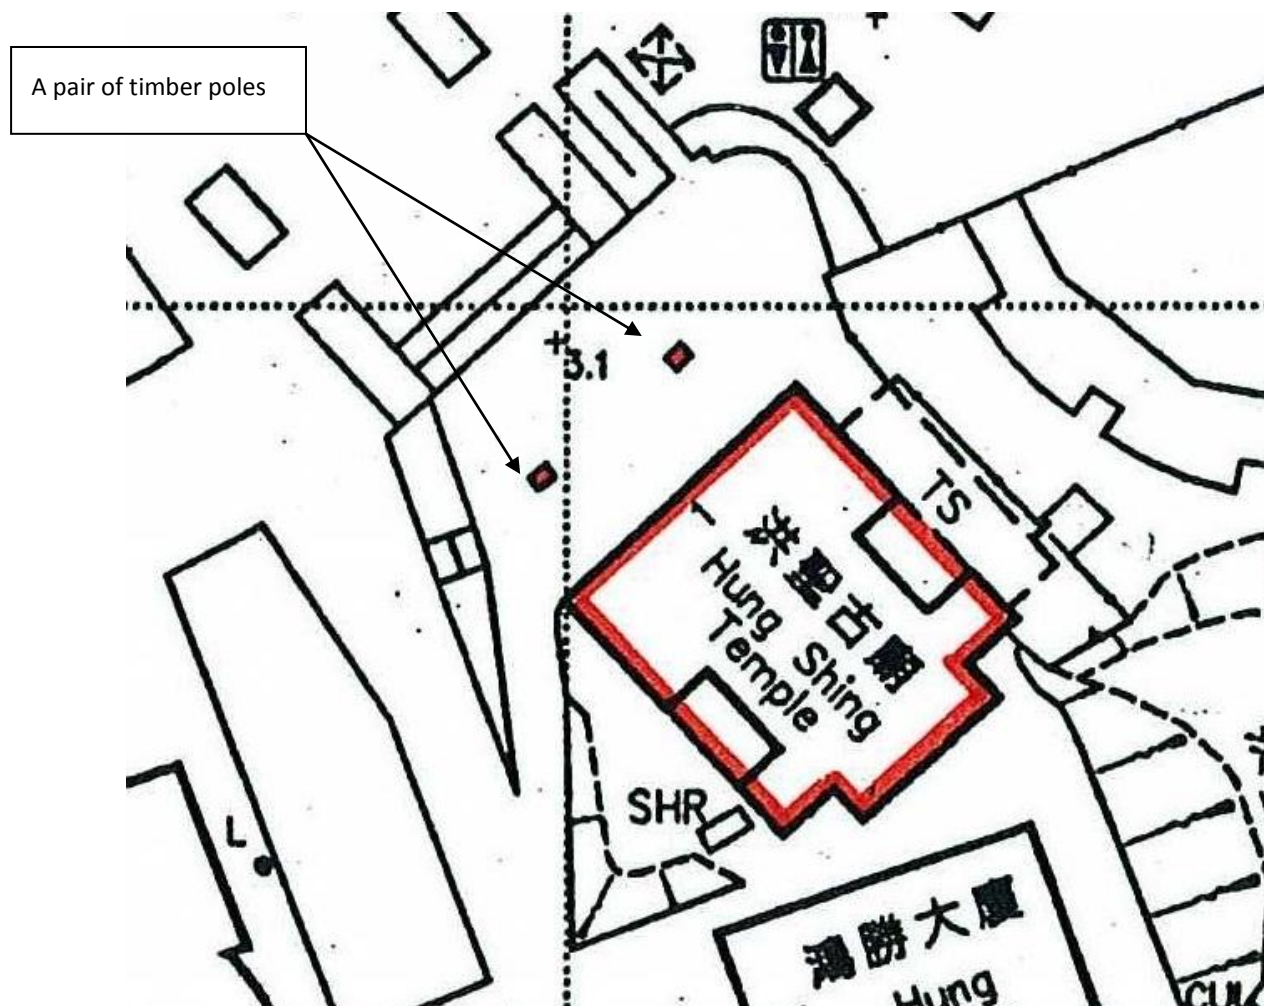 A pair of timber poles
3.1
TS
洪聖古廟
Hung Shing
Temple
SHR
L
鴻勝大廈
Hung